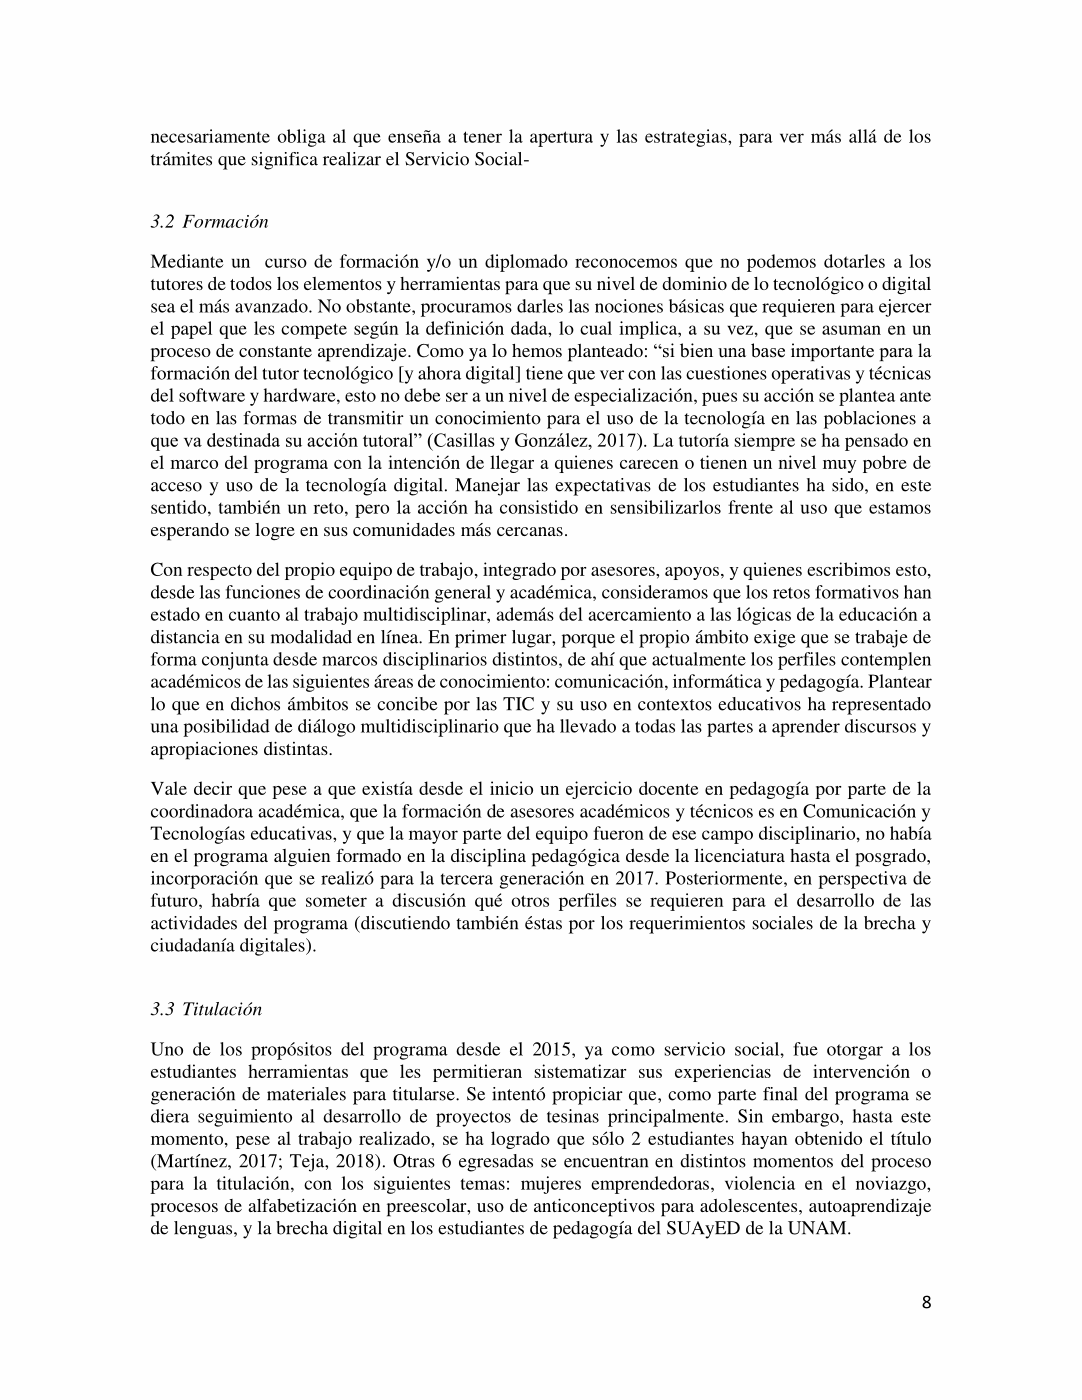 necesariamente obliga al que enseña a tener la apertura y las estrategias, para ver más allá de los
trámites que significa realizar el Servicio Social-
3.2 Formación
Mediante un  curso de formación y/o un diplomado reconocemos que no podemos dotarles a los
tutores de todos los elementos y herramientas para que su nivel de dominio de lo tecnológico o digital
sea el más avanzado. No obstante, procuramos darles las nociones básicas que requieren para ejercer
el papel que les compete según la definición dada, lo cual implica, a su vez, que se asuman en un
proceso de constante aprendizaje. Como ya lo hemos planteado: “si bien una base importante para la
formación del tutor tecnológico [y ahora digital] tiene que ver con las cuestiones operativas y técnicas
del software y hardware, esto no debe ser a un nivel de especialización, pues su acción se plantea ante
todo en las formas de transmitir un conocimiento para el uso de la tecnología en las poblaciones a
que va destinada su acción tutoral” (Casillas y González, 2017). La tutoría siempre se ha pensado en
el marco del programa con la intención de llegar a quienes carecen o tienen un nivel muy pobre de
acceso y uso de la tecnología digital. Manejar las expectativas de los estudiantes ha sido, en este
sentido, también un reto, pero la acción ha consistido en sensibilizarlos frente al uso que estamos
esperando se logre en sus comunidades más cercanas.
Con respecto del propio equipo de trabajo, integrado por asesores, apoyos, y quienes escribimos esto,
desde las funciones de coordinación general y académica, consideramos que los retos formativos han
estado en cuanto al trabajo multidisciplinar, además del acercamiento a las lógicas de la educación a
distancia en su modalidad en línea. En primer lugar, porque el propio ámbito exige que se trabaje de
forma conjunta desde marcos disciplinarios distintos, de ahí que actualmente los perfiles contemplen
académicos de las siguientes áreas de conocimiento: comunicación, informática y pedagogía. Plantear
lo que en dichos ámbitos se concibe por las TIC y su uso en contextos educativos ha representado
una posibilidad de diálogo multidisciplinario que ha llevado a todas las partes a aprender discursos y
apropiaciones distintas.
Vale decir que pese a que existía desde el inicio un ejercicio docente en pedagogía por parte de la
coordinadora académica, que la formación de asesores académicos y técnicos es en Comunicación y
Tecnologías educativas, y que la mayor parte del equipo fueron de ese campo disciplinario, no había
en el programa alguien formado en la disciplina pedagógica desde la licenciatura hasta el posgrado,
incorporación que se realizó para la tercera generación en 2017. Posteriormente, en perspectiva de
futuro, habría que someter a discusión qué otros perfiles se requieren para el desarrollo de las
actividades del programa (discutiendo también éstas por los requerimientos sociales de la brecha y
ciudadanía digitales).
3.3 Titulación
Uno de los propósitos del programa desde el 2015, ya como servicio social, fue otorgar a los
estudiantes herramientas que les permitieran sistematizar sus experiencias de intervención o
generación de materiales para titularse. Se intentó propiciar que, como parte final del programa se
diera seguimiento al desarrollo de proyectos de tesinas principalmente. Sin embargo, hasta este
momento, pese al trabajo realizado, se ha logrado que sólo 2 estudiantes hayan obtenido el título
(Martínez, 2017; Teja, 2018). Otras 6 egresadas se encuentran en distintos momentos del proceso
para la titulación, con los siguientes temas: mujeres emprendedoras, violencia en el noviazgo,
procesos de alfabetización en preescolar, uso de anticonceptivos para adolescentes, autoaprendizaje
de lenguas, y la brecha digital en los estudiantes de pedagogía del SUAyED de la UNAM.
8